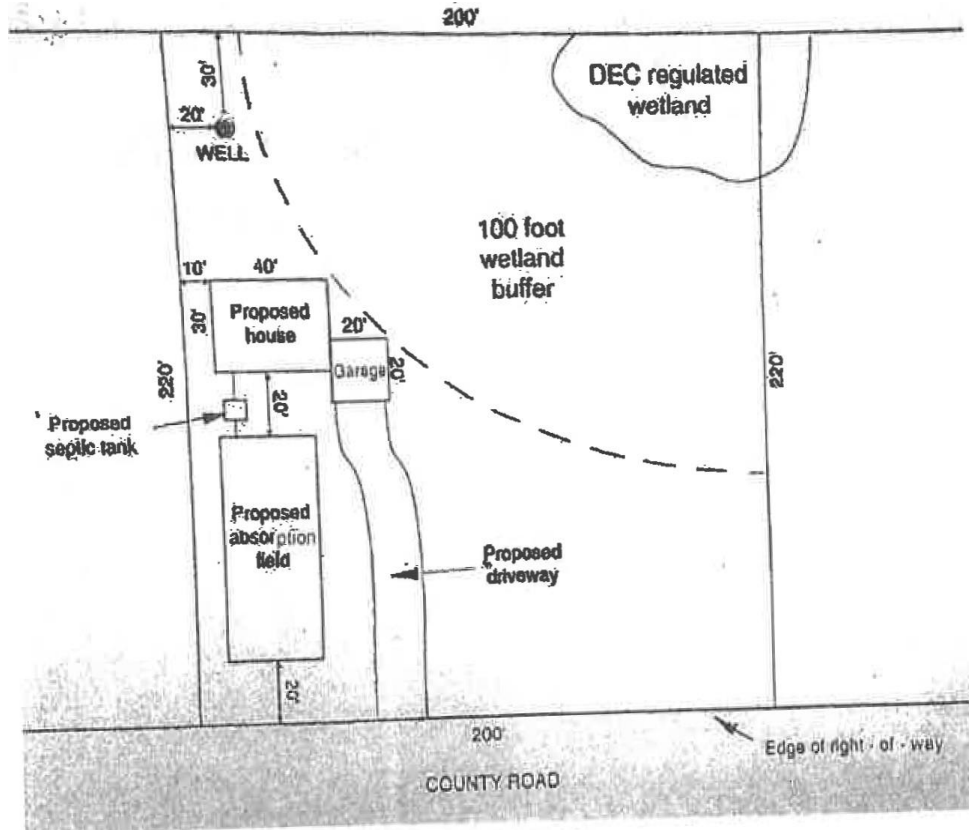 200'
30'
20'
WELL
DEC regulated
wetland
100 foot
wetland
buffer
10'
40'
30'
Proposed
house
20'
Garage
20'
220'
220'
20'
Proposed
septic tank
Proposed
absorption
field
Proposed
driveway
20'
200'
Edge of right - of - way
COUNTY ROAD